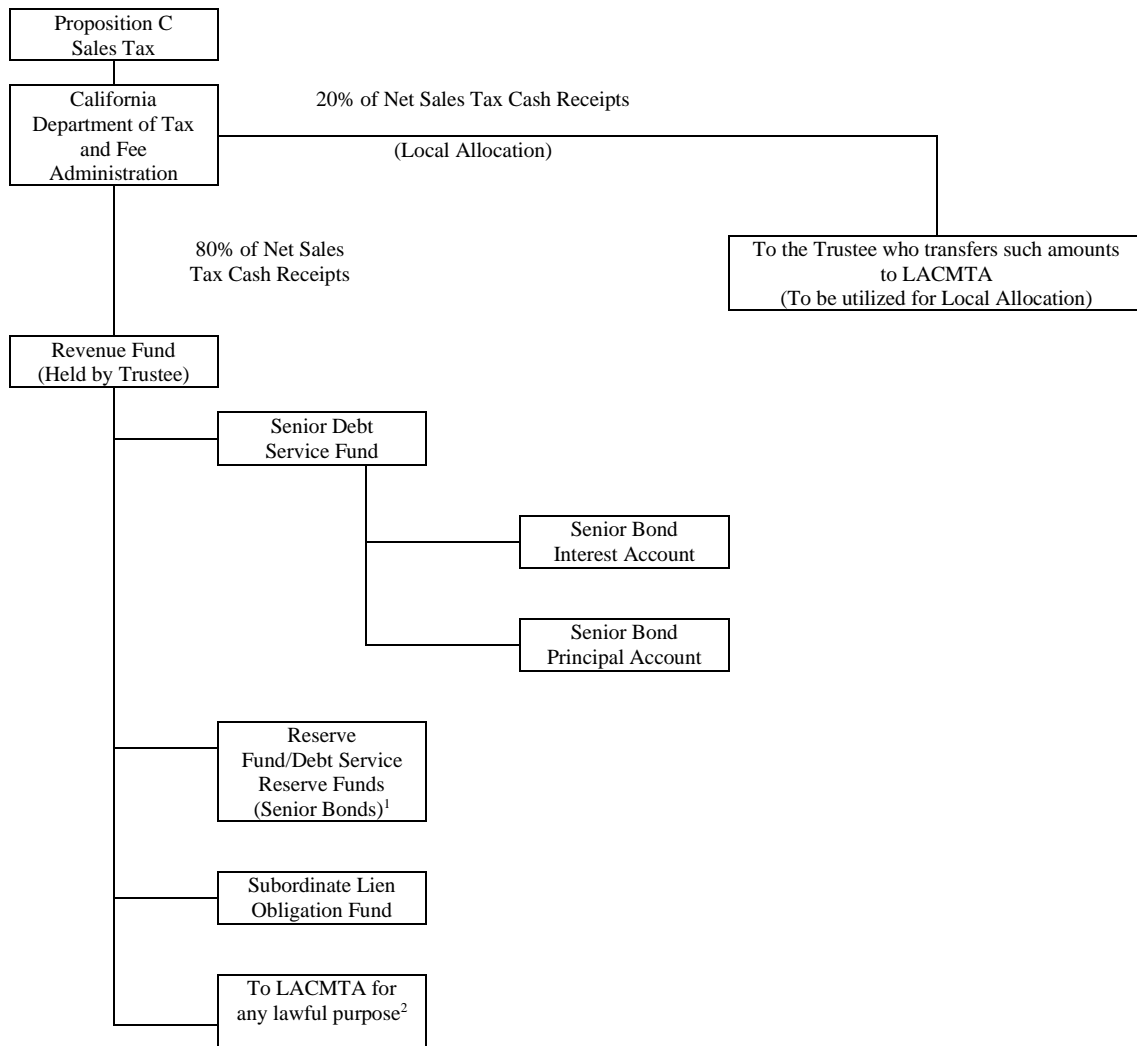 Proposition C
Sales Tax
California
Department of Tax
and Fee
Administration
20% of Net Sales Tax Cash Receipts
(Local Allocation)
80% of Net Sales
Tax Cash Receipts
To the Trustee who transfers such amounts
to LACMTA
(To be utilized for Local Allocation)
Revenue Fund
(Held by Trustee)
Senior Debt
Service Fund
Senior Bond
Interest Account
Senior Bond
Principal Account
Reserve
Fund/Debt Service
Reserve Funds
(Senior Bonds)¹
Subordinate Lien
Obligation Fund
To LACMTA for
any lawful purpose²